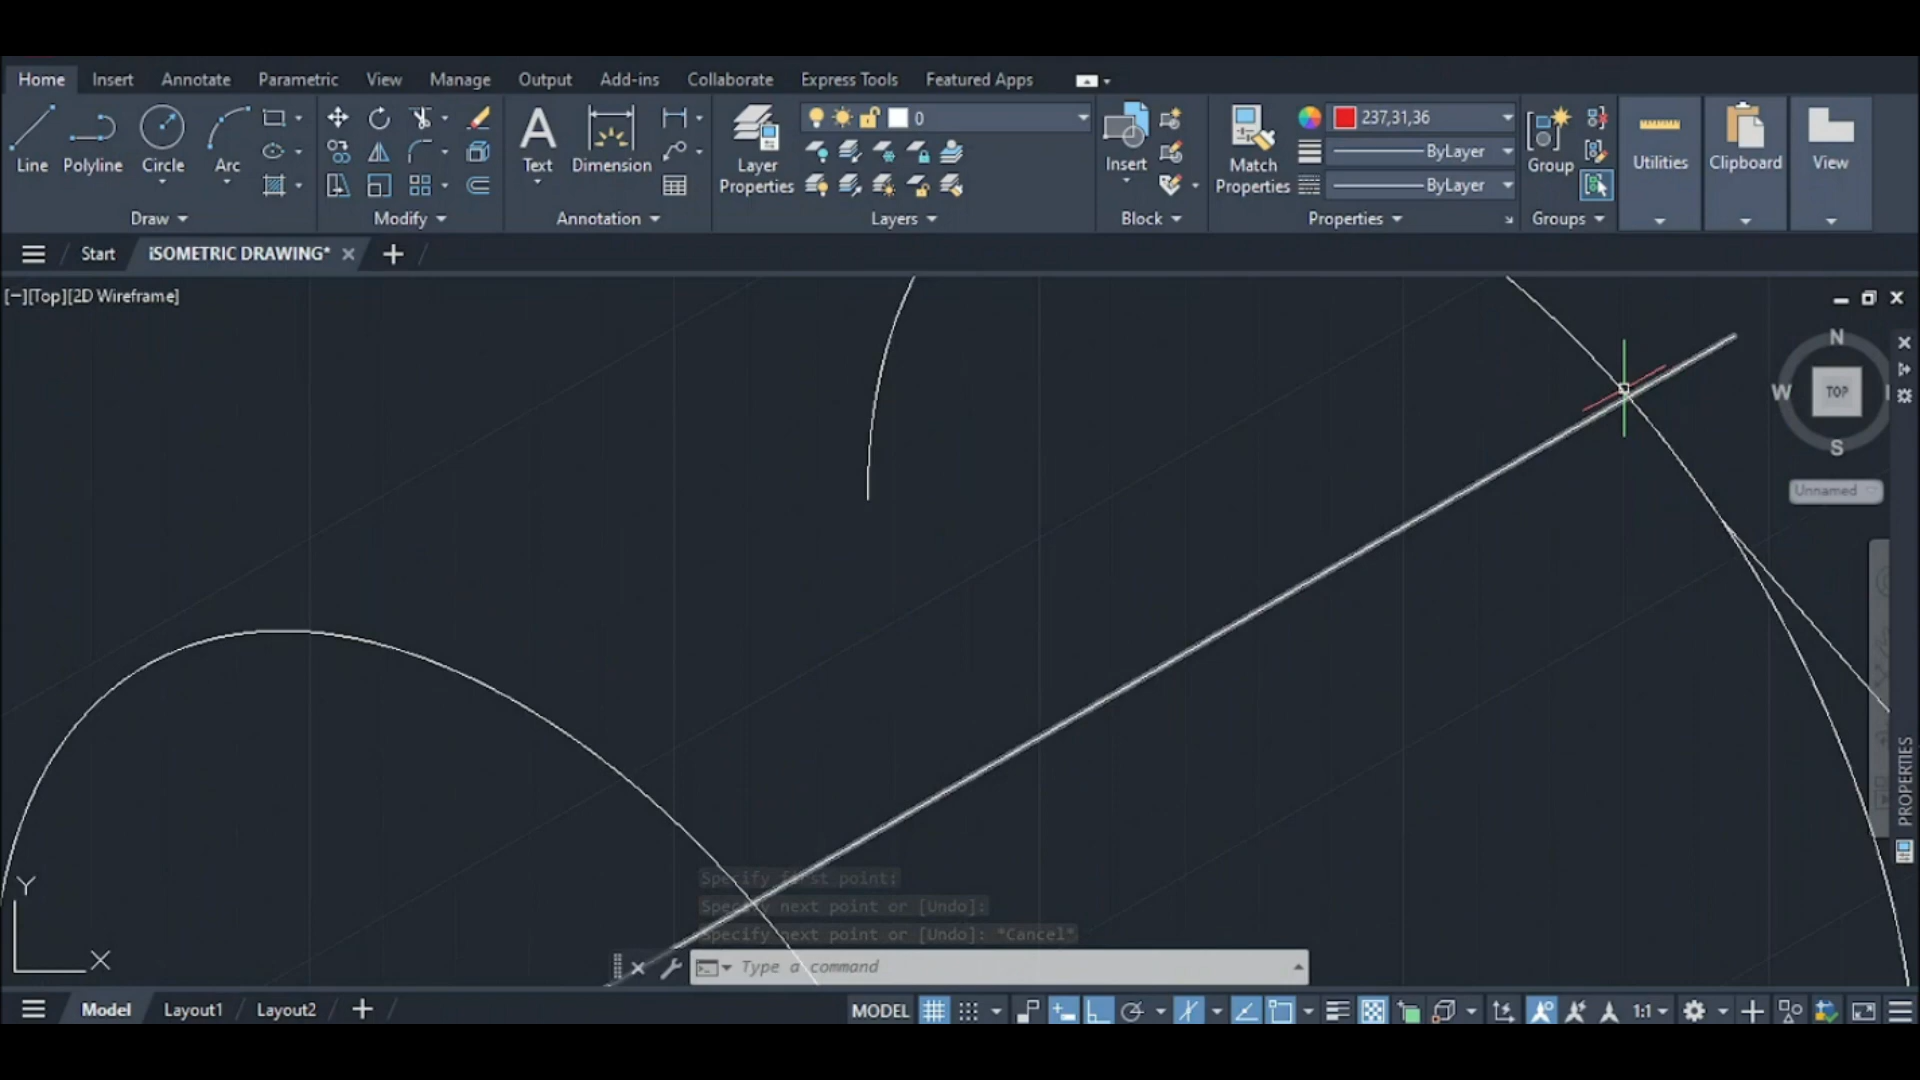 Home Insert Annotate Parametric View Manage Output Add-ins Collaborate Express Tools Featured Apps
Line Polyline Circle Arc
Text Dimension
Layer Properties
0
Insert
Match Properties
237,31,36
ByLayer
ByLayer
Group
Utilities
Clipboard
View
Draw Modify Annotation Layers Block Properties Groups
Start iSOMETRIC DRAWING*
[−][Top][2D Wireframe]
N
W TOP
S
Unnamed
PROPERTIES
Y
X
Specify first point:
Specify next point or [Undo]:
Specify next point or [Undo]: *Cancel*
Type a command
Model Layout1 Layout2
MODEL
1:1